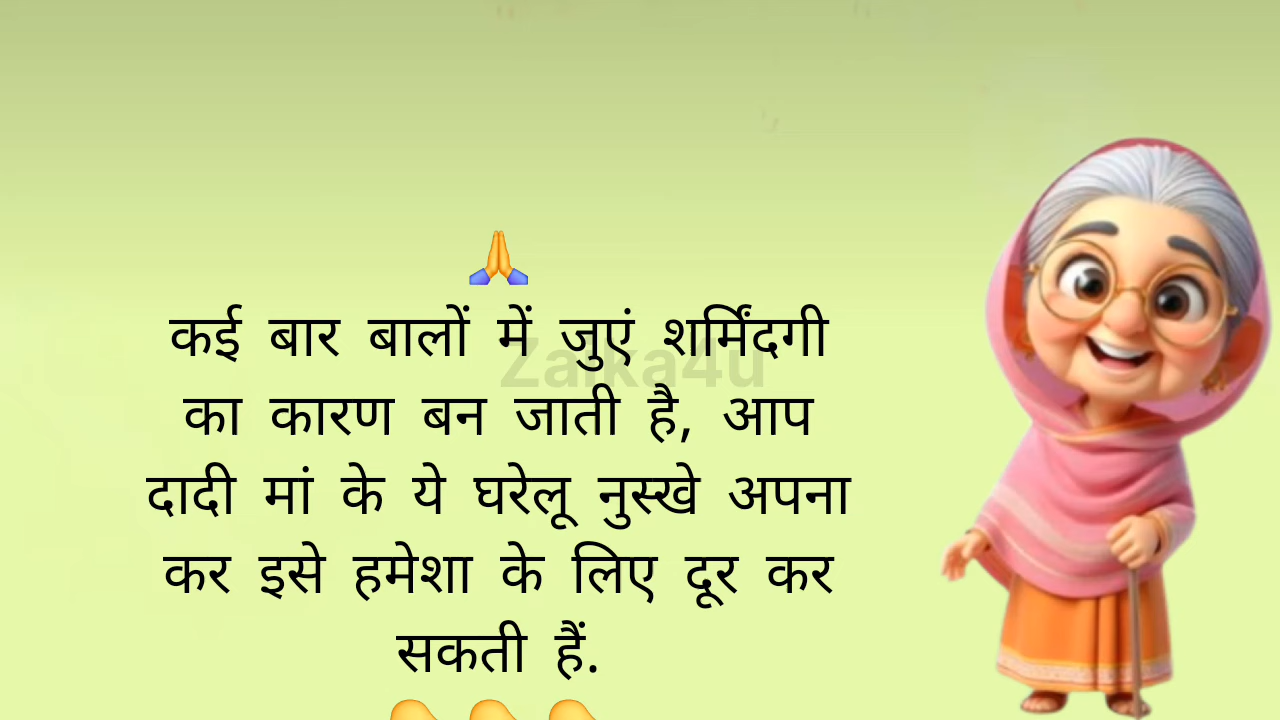 🙏
कई बार बालों में जुएं शर्मिंदगी
का कारण बन जाती है, आप
दादी मां के ये घरेलू नुस्खे अपना
कर इसे हमेशा के लिए दूर कर
सकती हैं.
Zaika4u